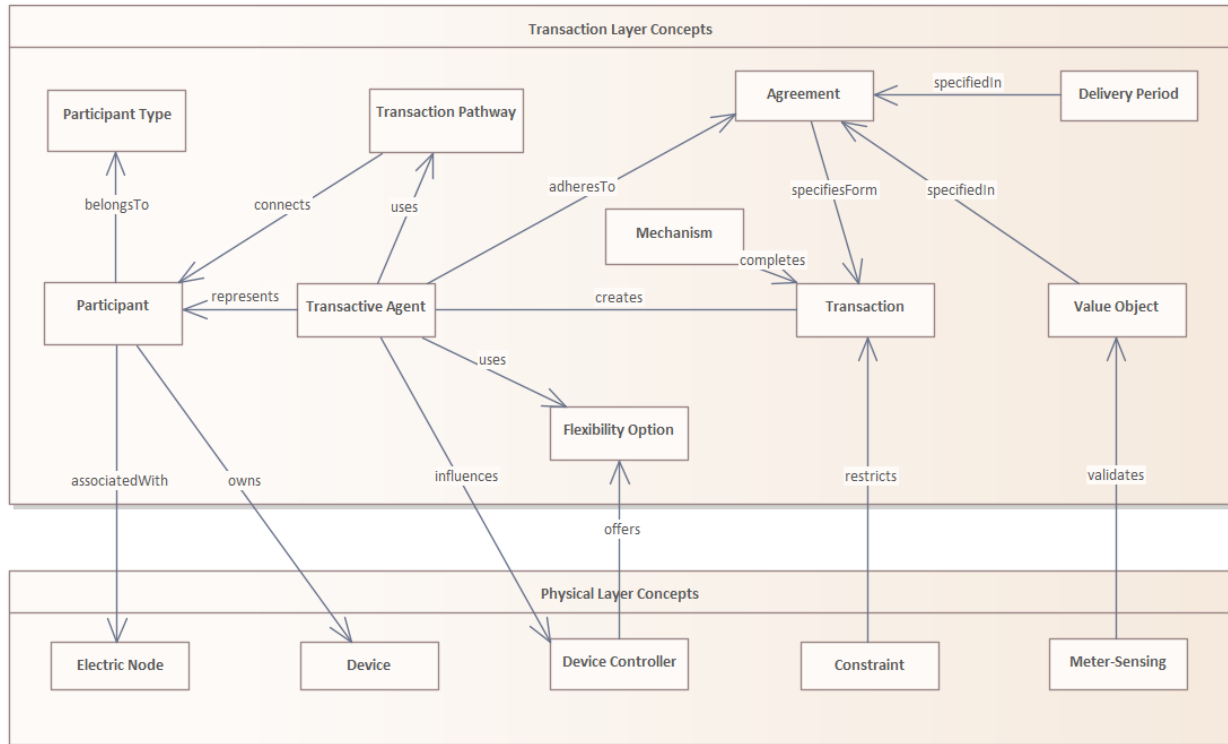 Transaction Layer Concepts
Participant Type
Transaction Pathway
Agreement
specifiedIn
Delivery Period
belongsTo
connects
uses
adheresTo
specifiesForm
specifiedIn
Mechanism
completes
Participant
represents
Transactive Agent
creates
Transaction
Value Object
uses
Flexibility Option
associatedWith
owns
influences
restricts
validates
offers
Physical Layer Concepts
Electric Node
Device
Device Controller
Constraint
Meter-Sensing